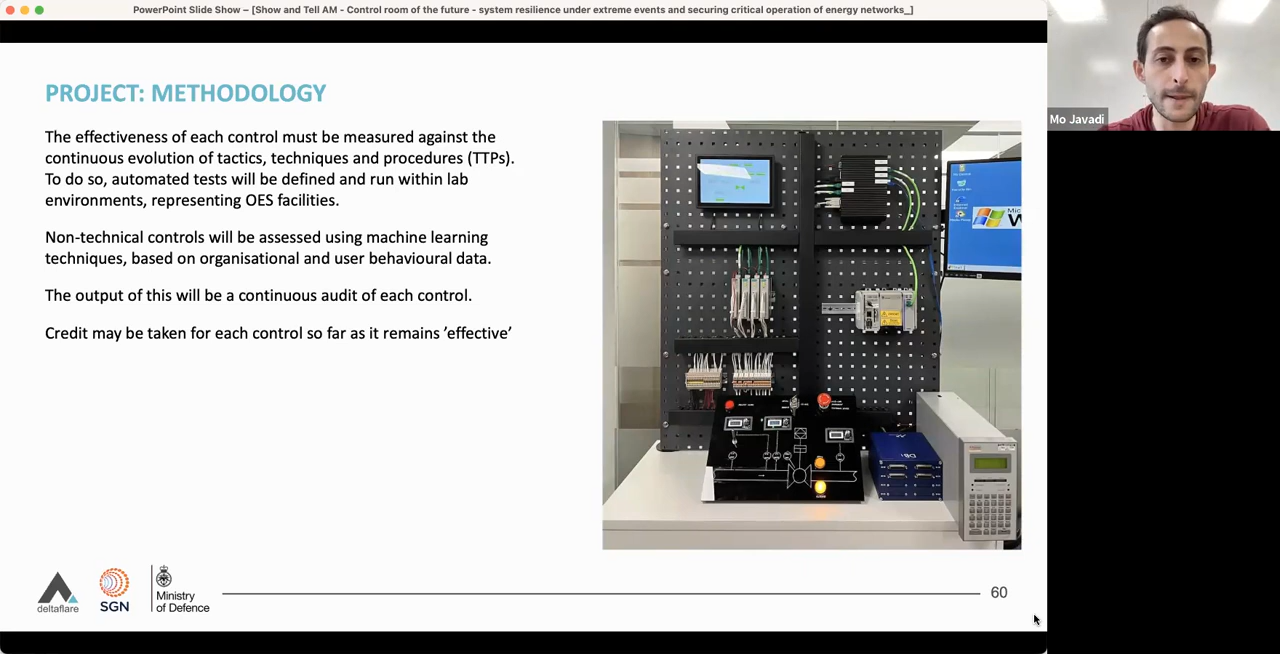 PowerPoint Slide Show – [Show and Tell AM - Control room of the future - system resilience under extreme events and securing critical operation of energy networks_]
PROJECT: METHODOLOGY
The effectiveness of each control must be measured against the
continuous evolution of tactics, techniques and procedures (TTPs).
To do so, automated tests will be defined and run within lab
environments, representing OES facilities.
Non-technical controls will be assessed using machine learning
techniques, based on organisational and user behavioural data.
The output of this will be a continuous audit of each control.
Credit may be taken for each control so far as it remains ’effective’
deltaflare
SGN
Ministry
of Defence
60
Mo Javadi